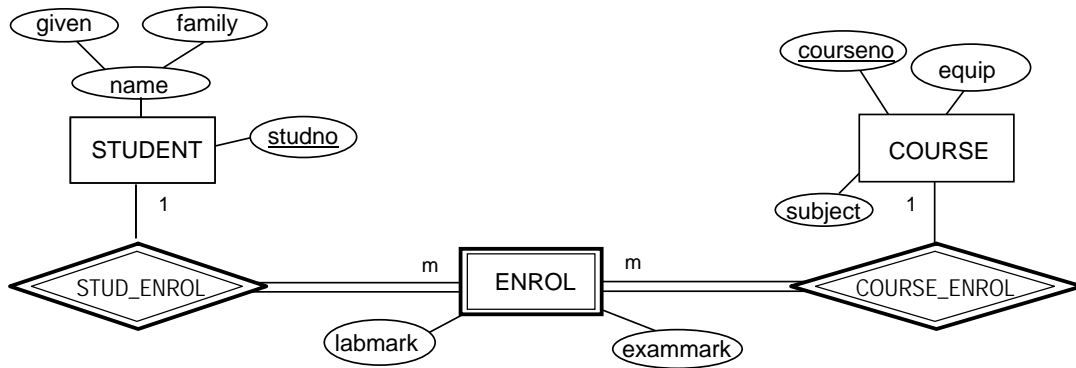 given
family
name
STUDENT
studno
courseno
equip
COURSE
subject
1
1
STUD_ENROL
m
ENROL
m
COURSE_ENROL
labmark
exammark